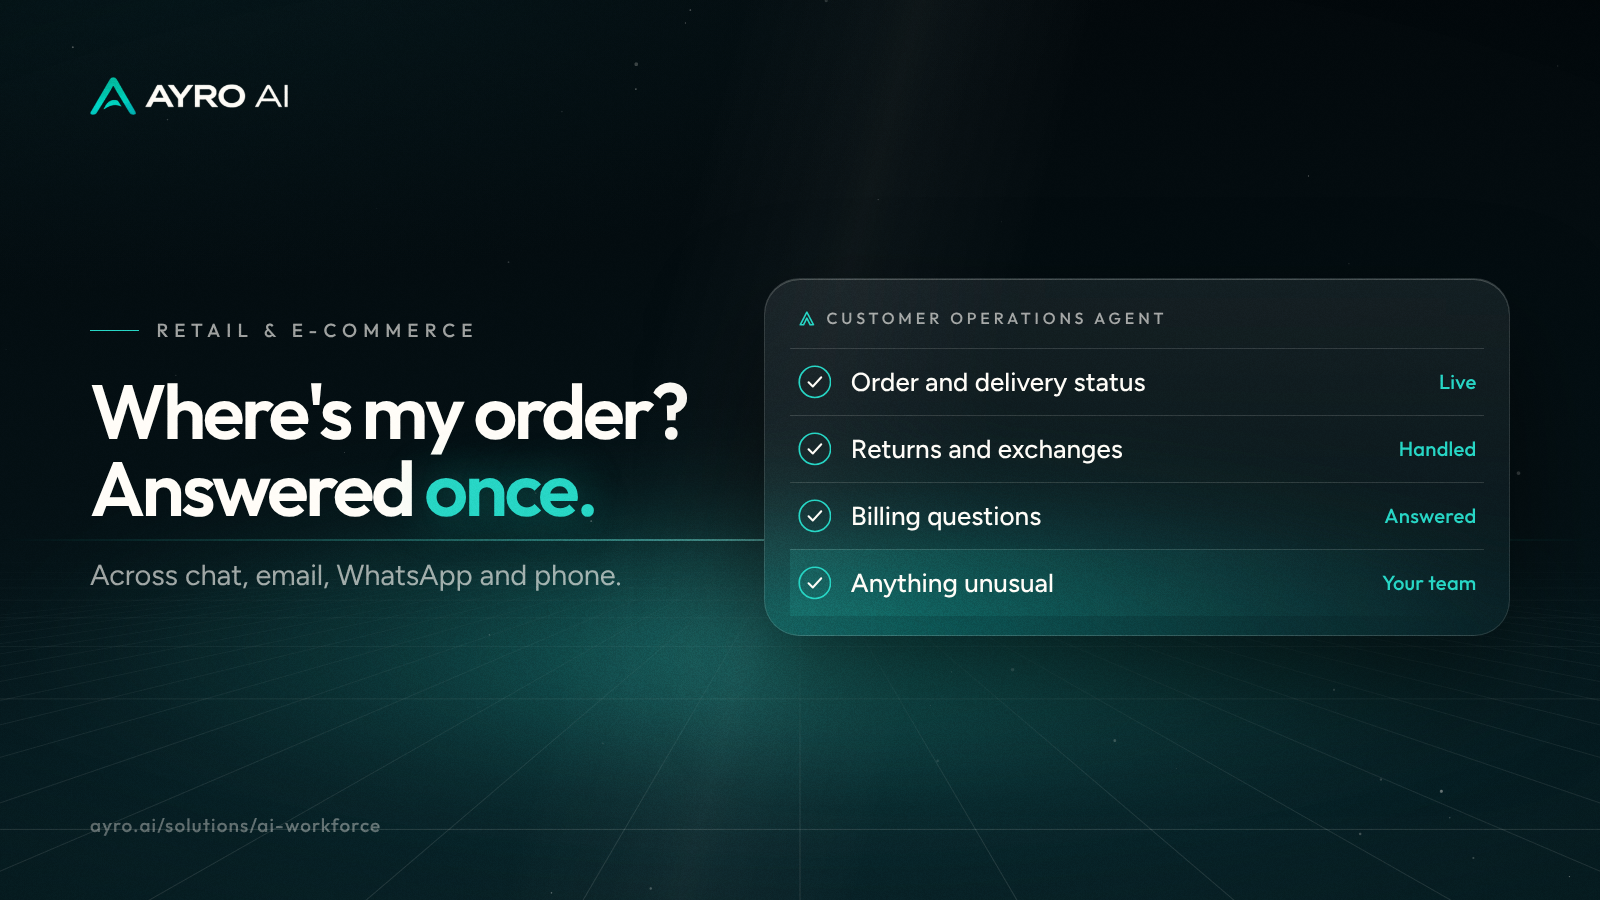 AYRO AI
RETAIL & E-COMMERCE
Where's my order?
Answered once.
Across chat, email, WhatsApp and phone.
CUSTOMER OPERATIONS AGENT
Order and delivery status Live
Returns and exchanges Handled
Billing questions Answered
Anything unusual Your team
ayro.ai/solutions/ai-workforce